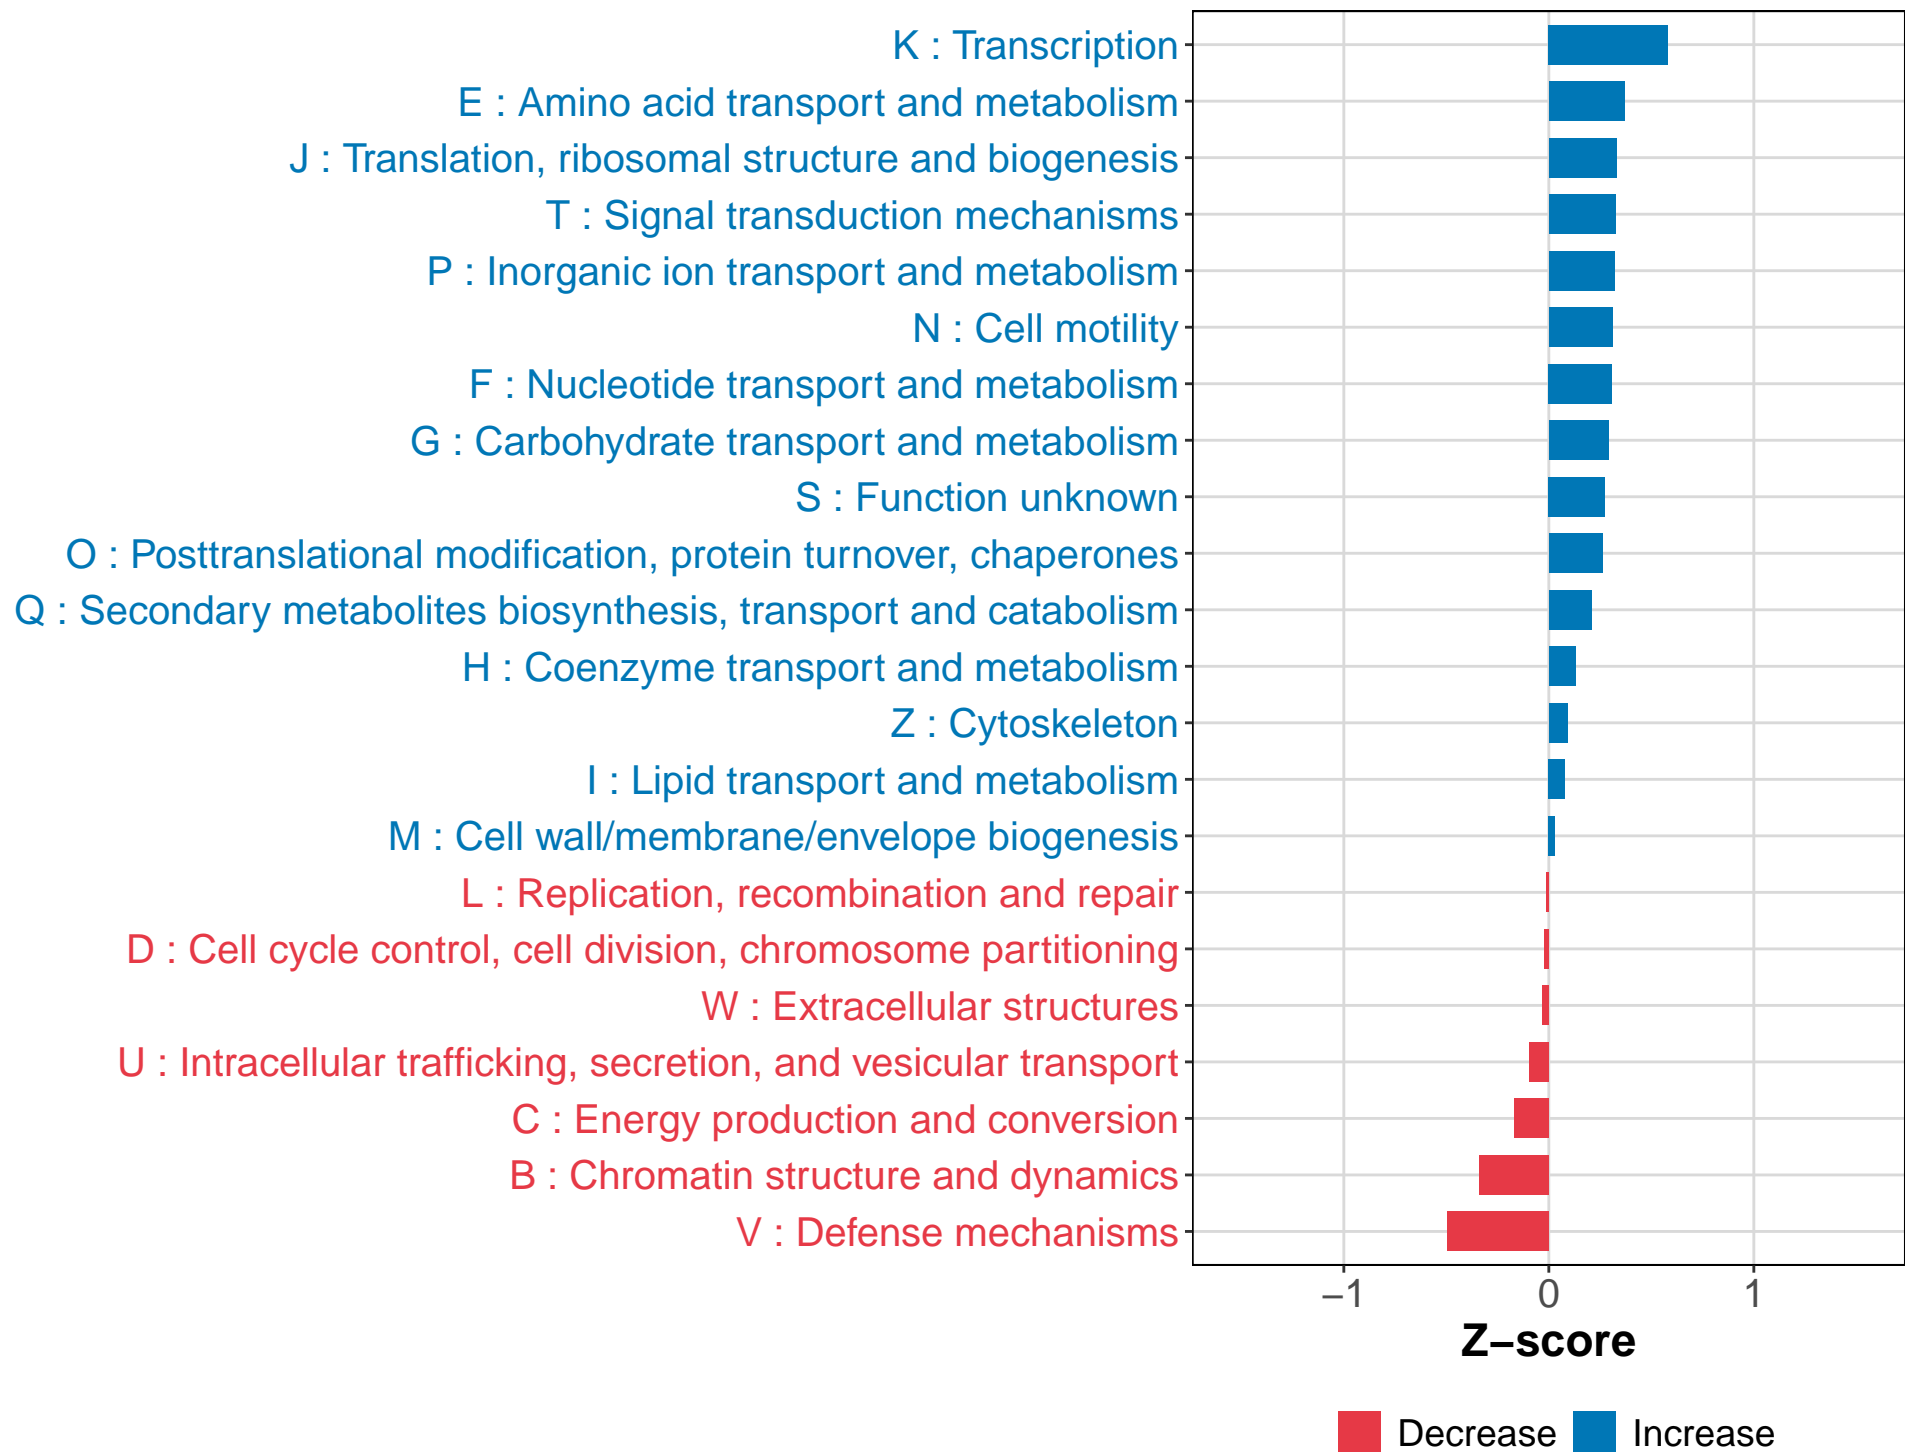 K : Transcription
E : Amino acid transport and metabolism
J : Translation, ribosomal structure and biogenesis
T : Signal transduction mechanisms
P : Inorganic ion transport and metabolism
N : Cell motility
F : Nucleotide transport and metabolism
G : Carbohydrate transport and metabolism
S : Function unknown
O : Posttranslational modification, protein turnover, chaperones
Q : Secondary metabolites biosynthesis, transport and catabolism
H : Coenzyme transport and metabolism
Z : Cytoskeleton
I : Lipid transport and metabolism
M : Cell wall/membrane/envelope biogenesis
L : Replication, recombination and repair
D : Cell cycle control, cell division, chromosome partitioning
W : Extracellular structures
U : Intracellular trafficking, secretion, and vesicular transport
C : Energy production and conversion
B : Chromatin structure and dynamics
V : Defense mechanisms
−1 0 1
Z−score
Decrease Increase